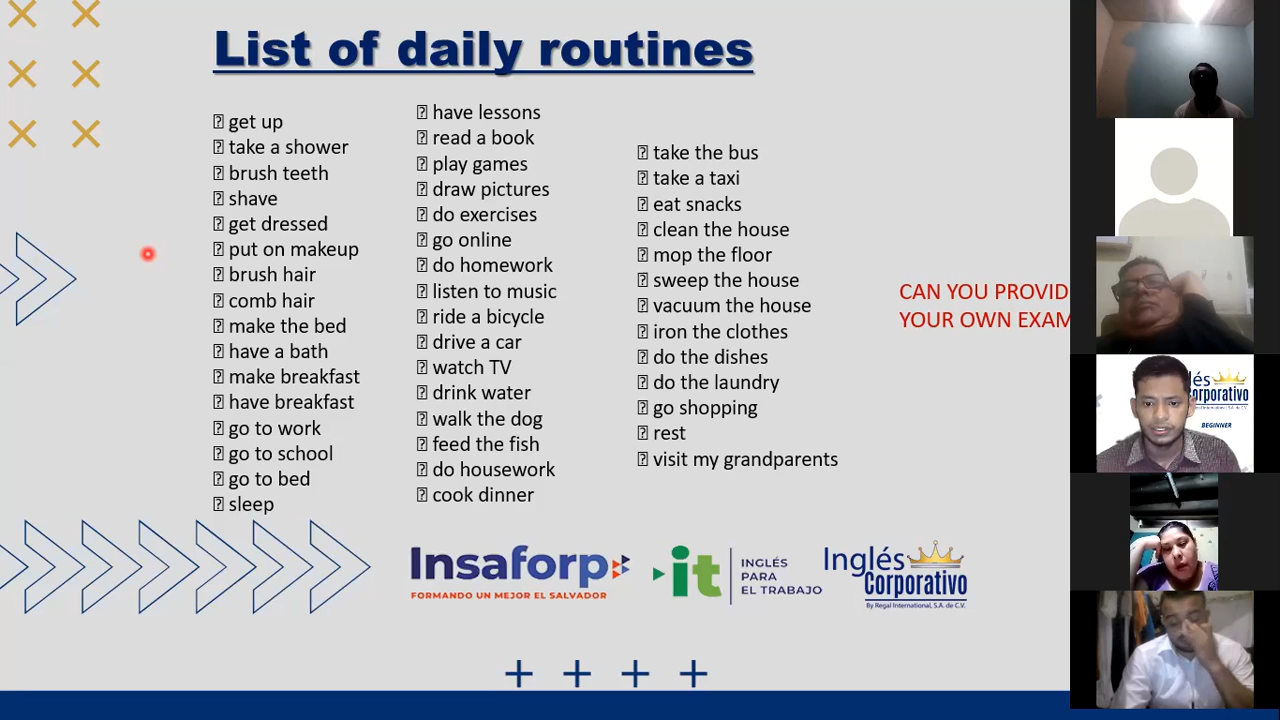 List of daily routines
get up
take a shower
brush teeth
shave
get dressed
put on makeup
brush hair
comb hair
make the bed
have a bath
make breakfast
have breakfast
go to work
go to school
go to bed
sleep
have lessons
read a book
play games
draw pictures
do exercises
go online
do homework
listen to music
ride a bicycle
drive a car
watch TV
drink water
walk the dog
feed the fish
do housework
cook dinner
take the bus
take a taxi
eat snacks
clean the house
mop the floor
sweep the house
vacuum the house
iron the clothes
do the dishes
do the laundry
go shopping
rest
visit my grandparents
CAN YOU PROVID
YOUR OWN EXAM
Insaforp
FORMANDO UN MEJOR EL SALVADOR
it
INGLÉS
PARA
EL TRABAJO
Inglés
Corporativo
By Regal International, S.A. de C.V.
lés
orporativo
BEGINNER